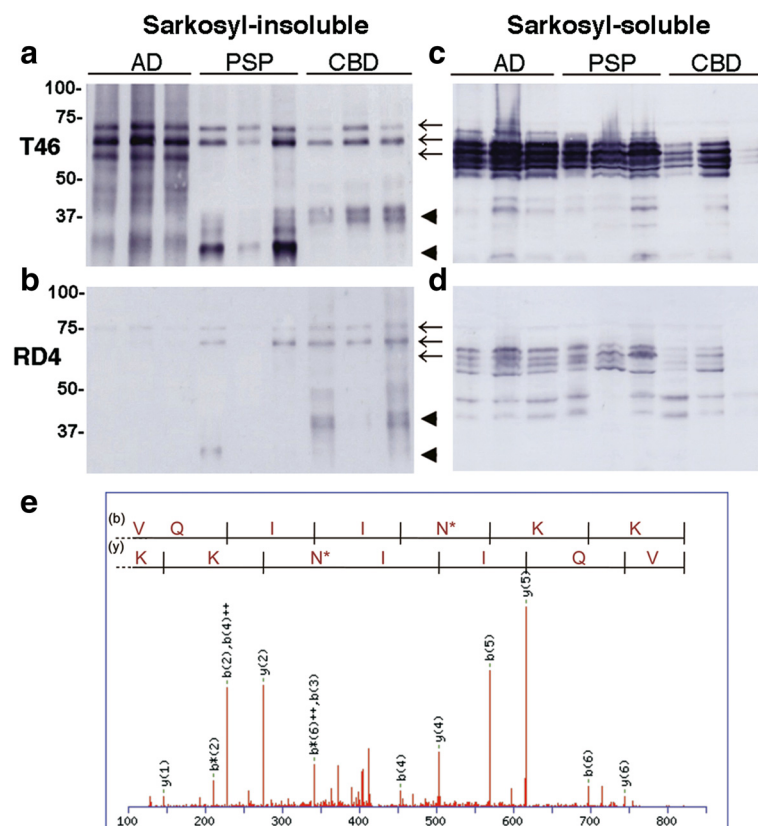 Sarkosyl-insoluble Sarkosyl-soluble
a AD PSP CBD c AD PSP CBD
100-
75-
T46
50-
37-
b d
100-
75-
RD4
50-
37-
e
(b) V Q I I N* K K
(y) K K N* I I Q V
y(1)
b*(2)
b(2),b(4)++
y(2)
b*(6)++,b(3)
b(4)
y(4)
b(5)
y(5)
b(6)
y(6)
100 200 300 400 500 600 700 800